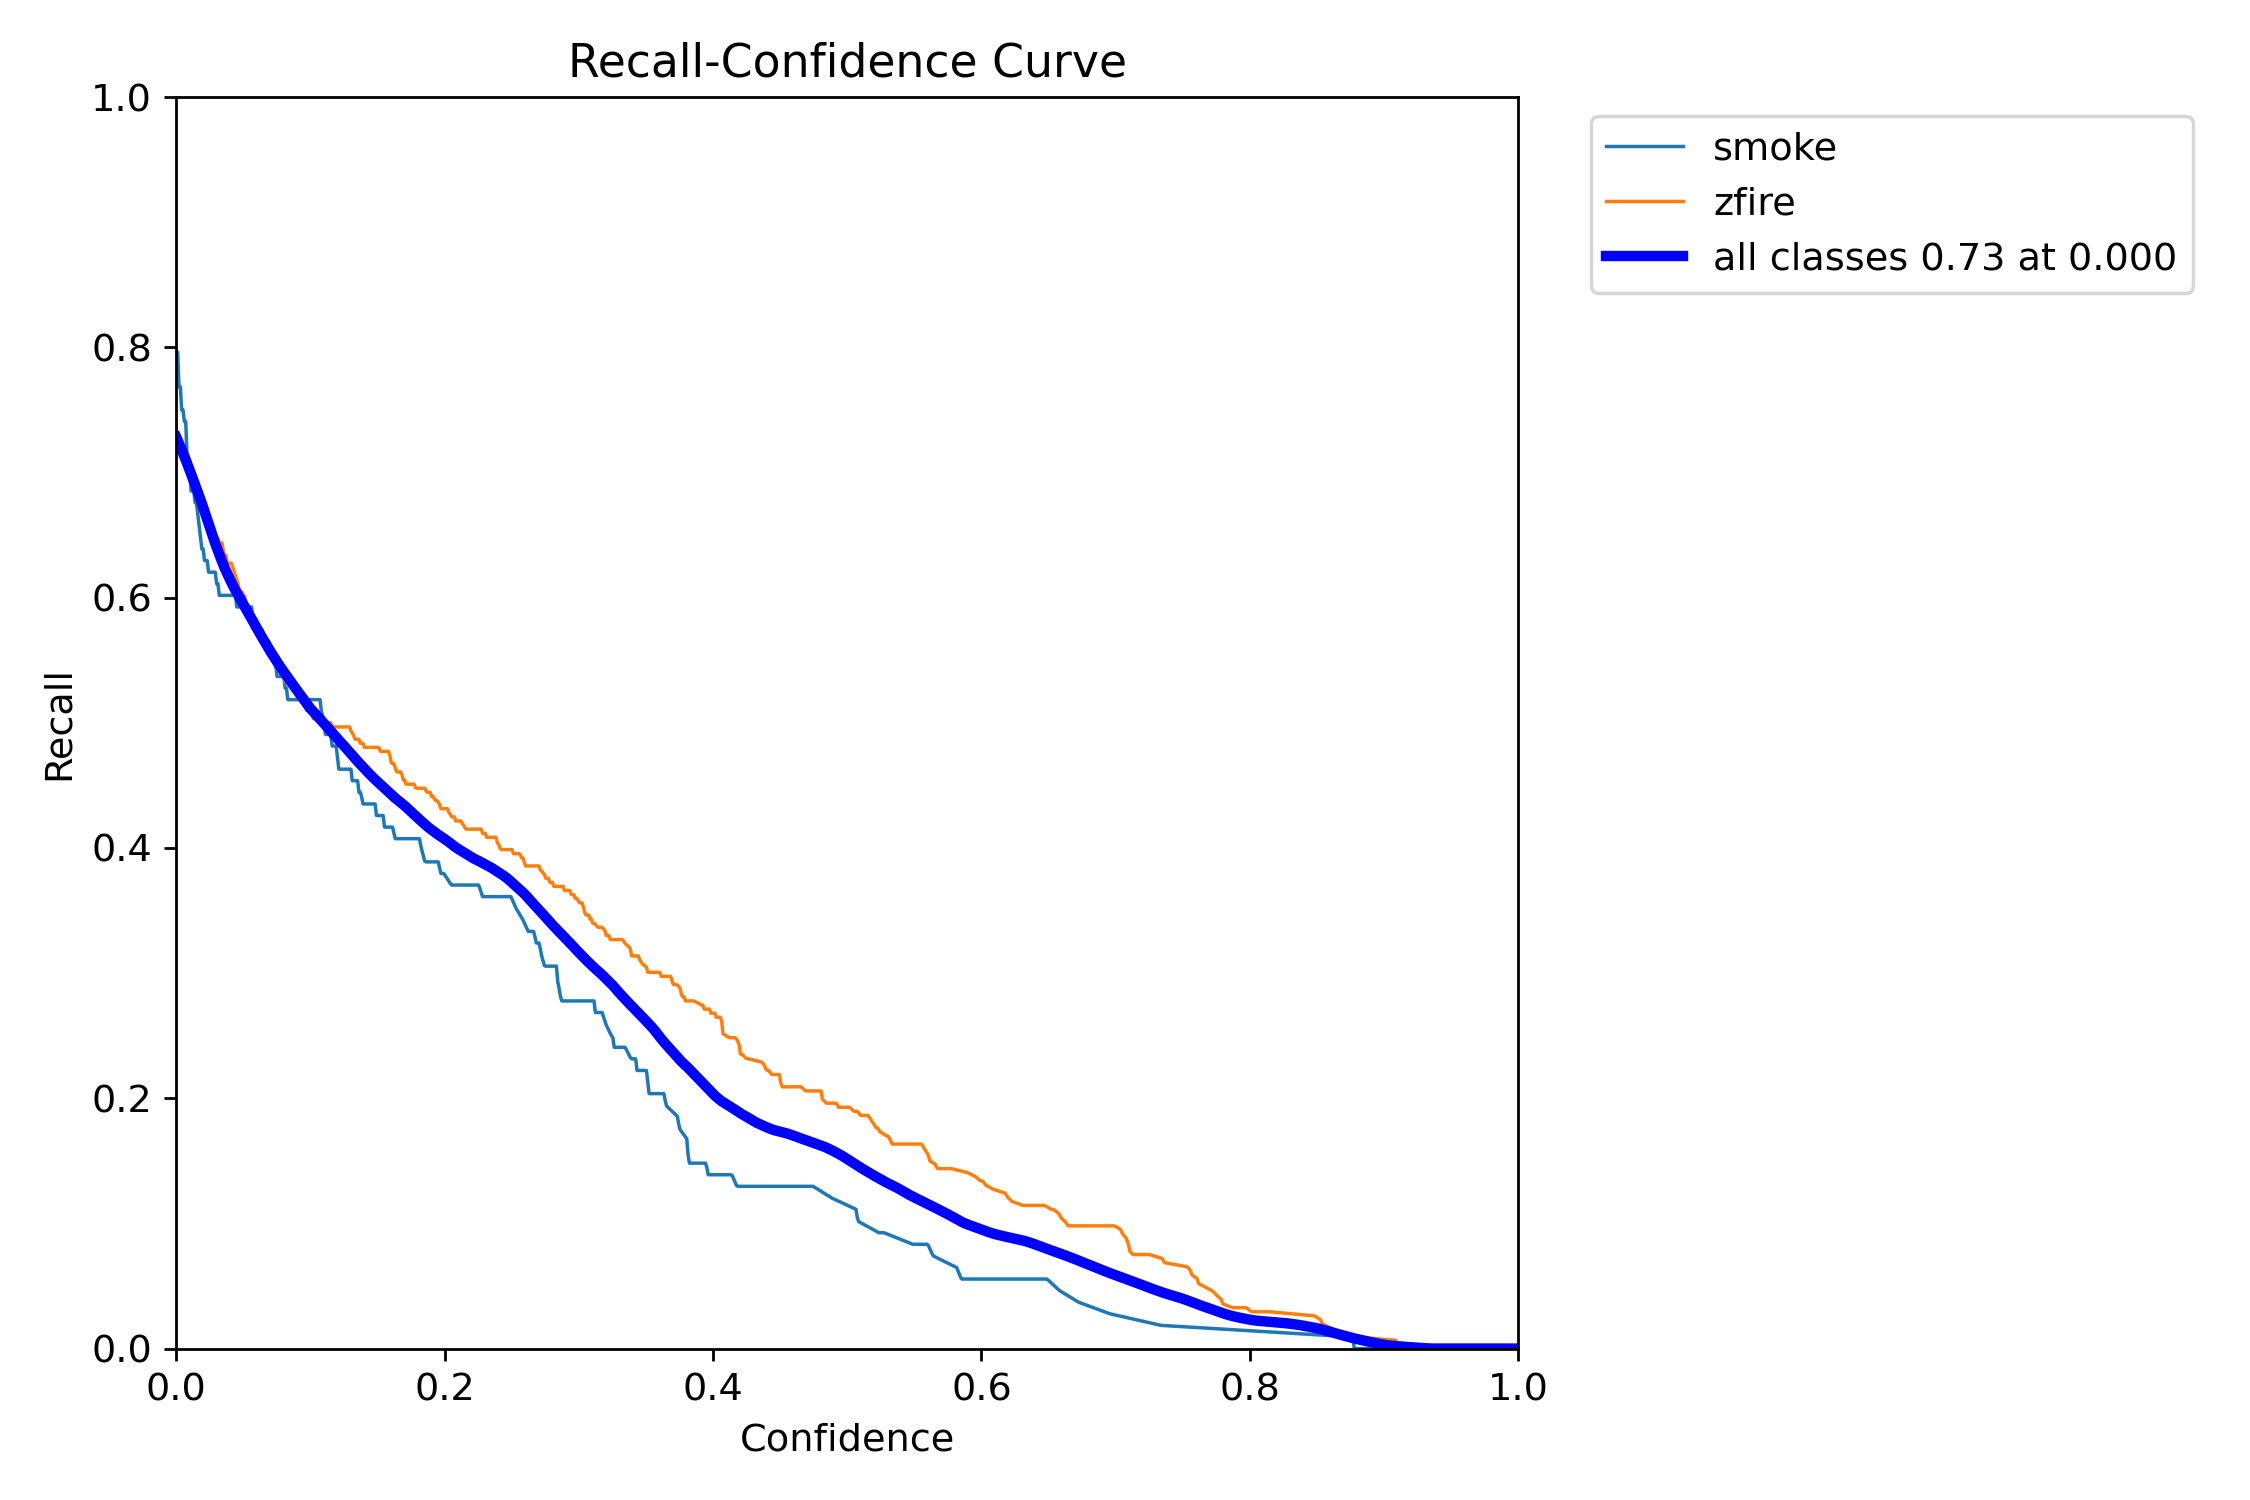 Recall-Confidence Curve
1.0
0.8
0.6
0.4
0.2
0.0
Recall
0.0 0.2 0.4 0.6 0.8 1.0
Confidence
smoke
zfire
all classes 0.73 at 0.000